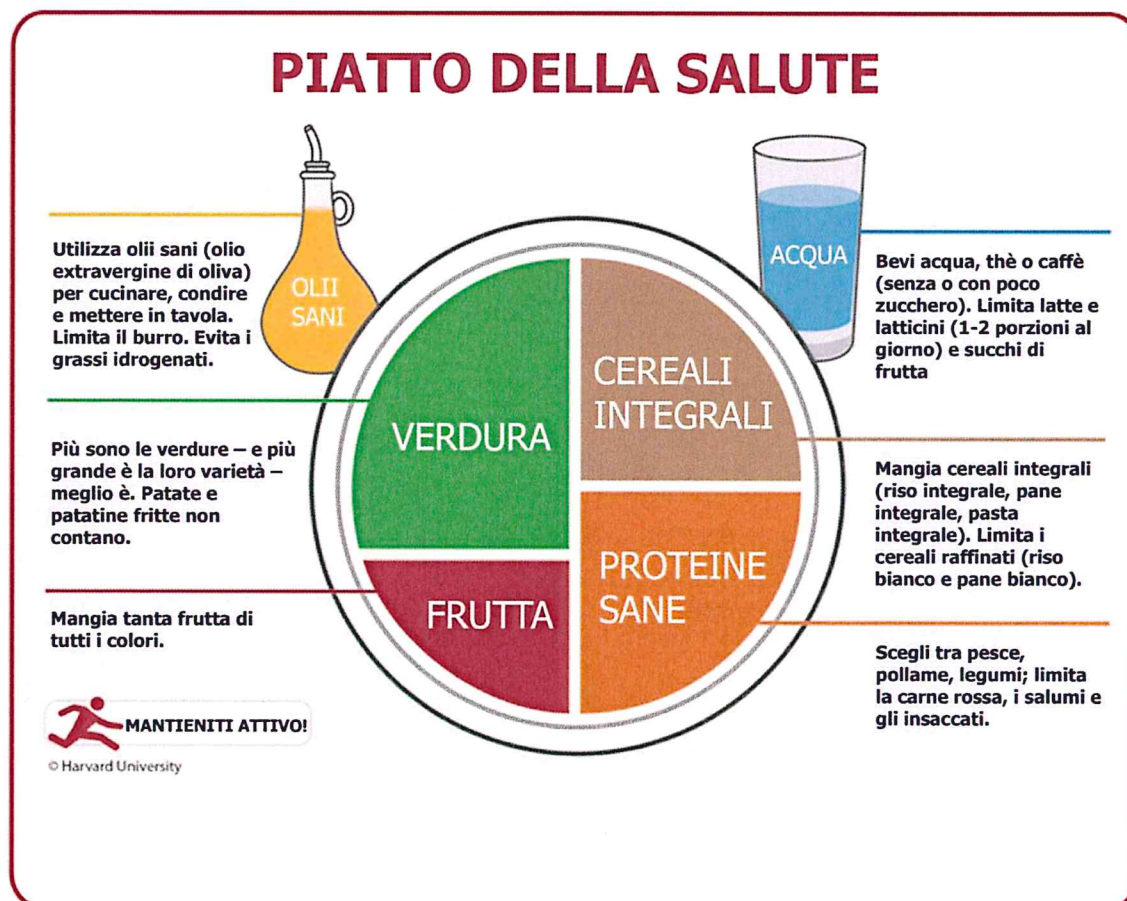 PIATTO DELLA SALUTE
Utilizza olii sani (olio
extravergine di oliva)
per cucinare, condire
e mettere in tavola.
Limita il burro. Evita i
grassi idrogenati.
OLII
SANI
ACQUA
Bevi acqua, thè o caffè
(senza o con poco
zucchero). Limita latte e
latticini (1-2 porzioni al
giorno) e succhi di
frutta
Più sono le verdure – e più
grande è la loro varietà –
meglio è. Patate e
patatine fritte non
contano.
VERDURA
CEREALI
INTEGRALI
Mangia cereali integrali
(riso integrale, pane
integrale, pasta
integrale). Limita i
cereali raffinati (riso
bianco e pane bianco).
Mangia tanta frutta di
tutti i colori.
FRUTTA
PROTEINE
SANE
Scegli tra pesce,
pollame, legumi; limita
la carne rossa, i salumi e
gli insaccati.
MANTIENITI ATTIVO!
© Harvard University